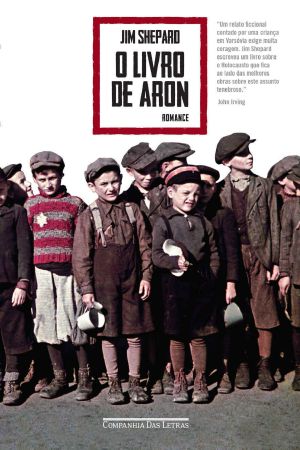 JIM SHEPARD
O LIVRO
DE ARON
ROMANCE
"Um relato ficcional
contado por uma criança
em Varsóvia exige muita
coragem. Jim Shepard
escreveu um livro sobre
o Holocausto que fica
ao lado das melhores
obras sobre este assunto
tenebroso."
John Irving
COMPANHIA DAS LETRAS